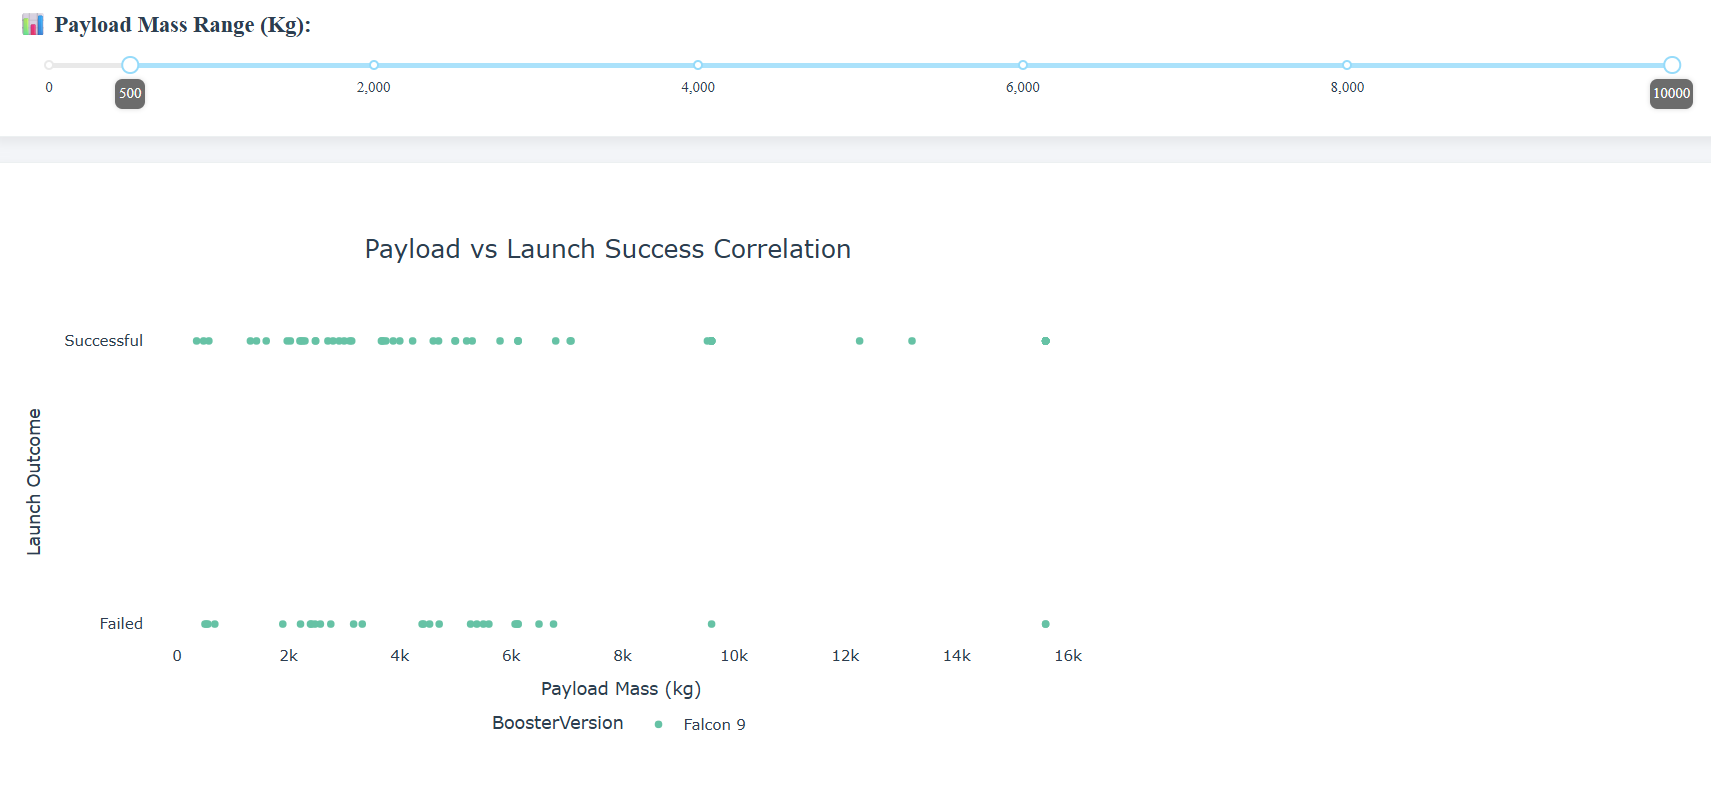 Payload Mass Range (Kg):
0 500 2,000 4,000 6,000 8,000 10000
Payload vs Launch Success Correlation
Successful
Launch Outcome
Failed
0 2k 4k 6k 8k 10k 12k 14k 16k
Payload Mass (kg)
BoosterVersion Falcon 9